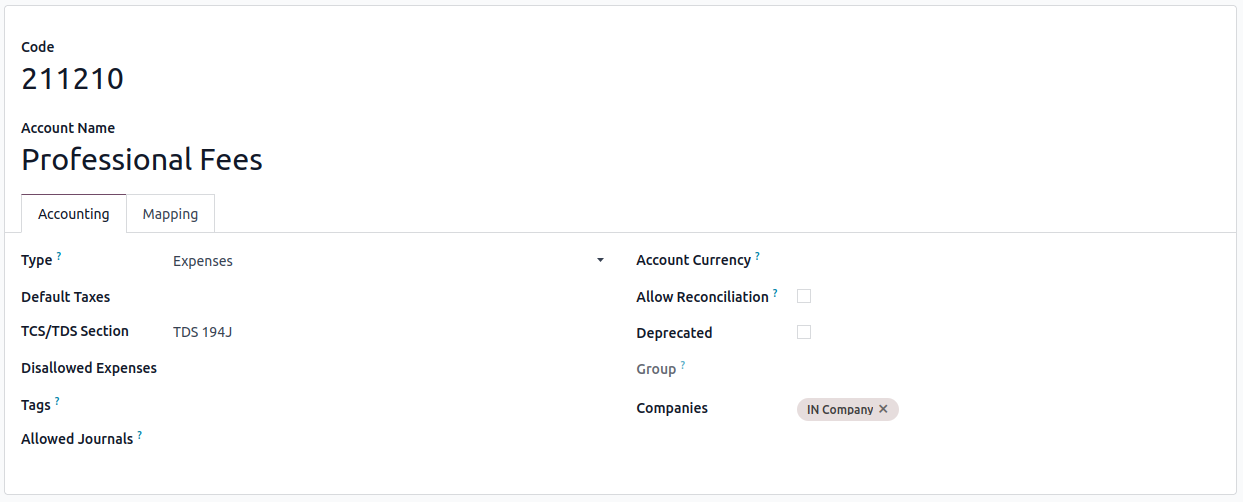 Code
211210
Account Name
Professional Fees
Accounting Mapping
Type ? Expenses
Account Currency ?
Default Taxes
Allow Reconciliation ?
TCS/TDS Section TDS 194J
Deprecated
Disallowed Expenses
Group ?
Tags ?
Companies IN Company ✕
Allowed Journals ?